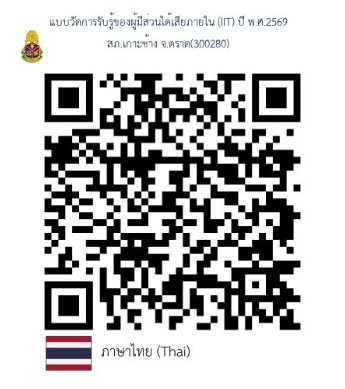 แบบวัดการรับรู้ของผู้มีส่วนได้เสียภายใน (IIT) ปี พ.ศ.2569
สภ.เกาะช้าง จ.ตราด(300280)
ภาษาไทย (Thai)